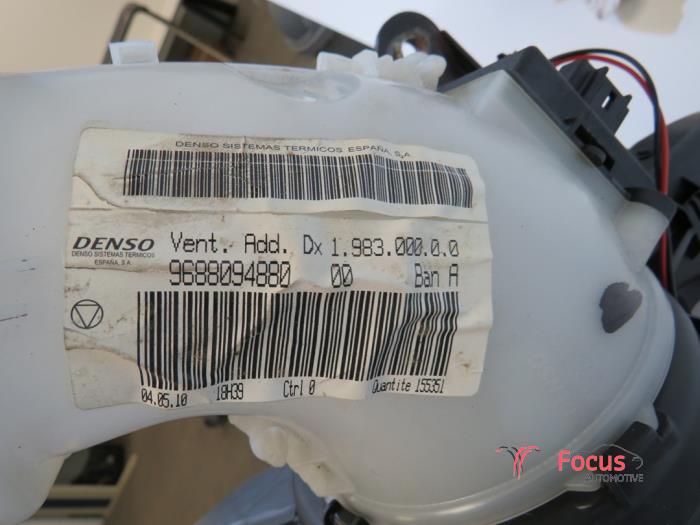 DENSO SISTEMAS TERMICOS ESPAÑA, S.A.
DENSO
DENSO SISTEMAS TERMICOS
ESPAÑA, S.A.
Vent. Add. Dx 1.983.000.0.0
9688094880 00 Ban A
04.05.10 18H39 Ctrl 0 Quantite 155351
Focus
AUTOMOTIVE